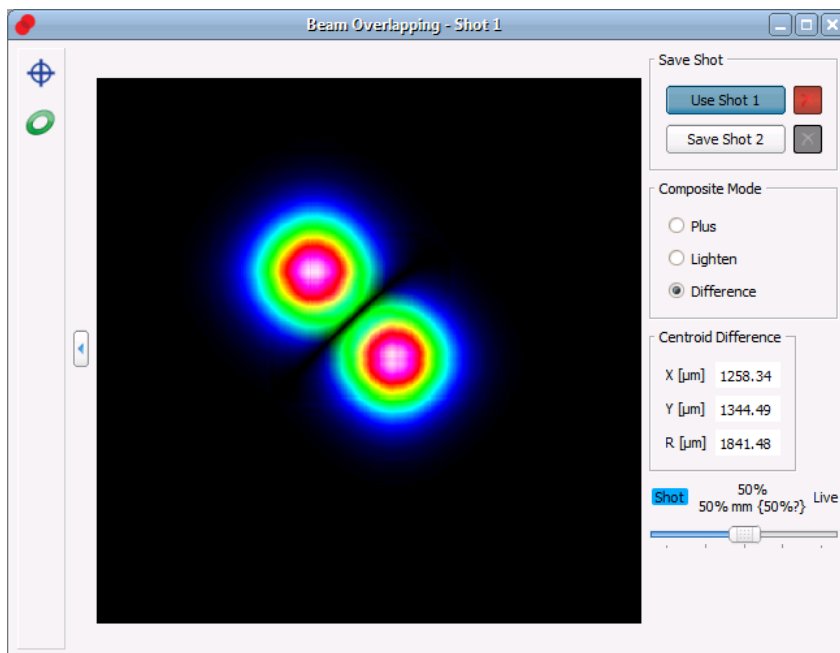 Beam Overlapping - Shot 1
Save Shot
Use Shot 1
Save Shot 2
Composite Mode
Plus
Lighten
Difference
Centroid Difference
X [µm] 1258.34
Y [µm] 1344.49
R [µm] 1841.48
50%
Shot 50% mm {50%?} Live